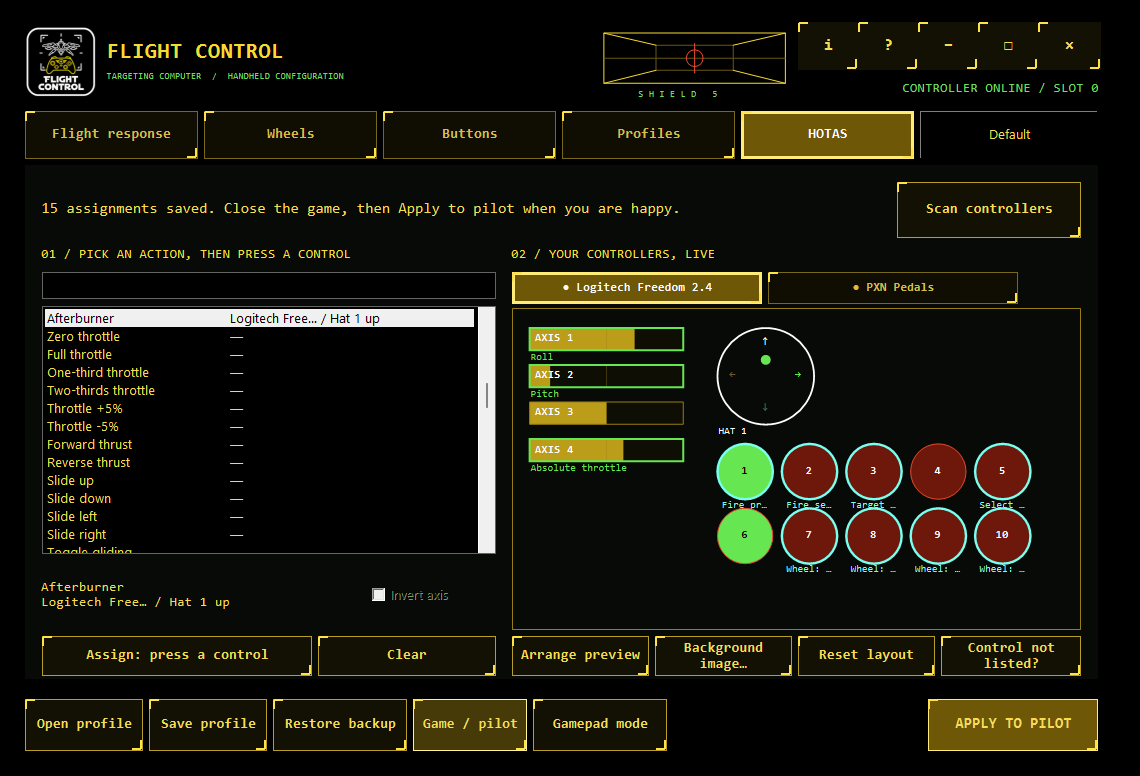 FLIGHT CONTROL
FLIGHT CONTROL
TARGETING COMPUTER / HANDHELD CONFIGURATION
SHIELD 5
i ? − □ ×
CONTROLLER ONLINE / SLOT 0
Flight response
Wheels
Buttons
Profiles
HOTAS
Default
15 assignments saved. Close the game, then Apply to pilot when you are happy.
Scan controllers
01 / PICK AN ACTION, THEN PRESS A CONTROL
Afterburner Logitech Free… / Hat 1 up
Zero throttle —
Full throttle —
One-third throttle —
Two-thirds throttle —
Throttle +5% —
Throttle -5% —
Forward thrust —
Reverse thrust —
Slide up —
Slide down —
Slide left —
Slide right —
Toggle gliding
Afterburner
Logitech Free… / Hat 1 up
Invert axis
Assign: press a control
Clear
02 / YOUR CONTROLLERS, LIVE
● Logitech Freedom 2.4
● PXN Pedals
AXIS 1
Roll
AXIS 2
Pitch
AXIS 3
AXIS 4
Absolute throttle
↑
← →
↓
HAT 1
1 2 3 4 5
Fire pr… Fire se… Target … Select …
6 7 8 9 10
Wheel: … Wheel: … Wheel: … Wheel: …
Arrange preview
Background
image…
Reset layout
Control not
listed?
Open profile
Save profile
Restore backup
Game / pilot
Gamepad mode
APPLY TO PILOT